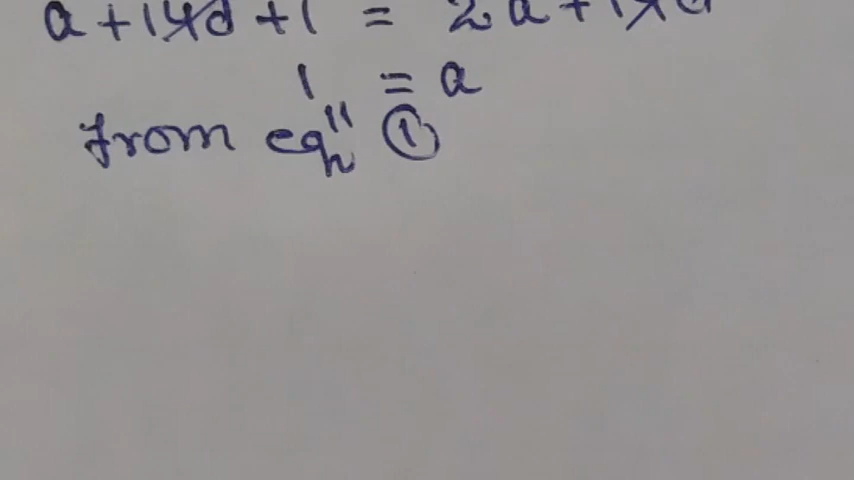 a + 14d + 1 = 2a + 14d
1 = a
from eqn" ①